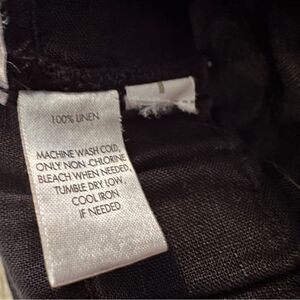 100% LINEN
MACHINE WASH COLD,
ONLY NON-CHLORINE
BLEACH WHEN NEEDED,
TUMBLE DRY LOW,
COOL IRON
IF NEEDED.